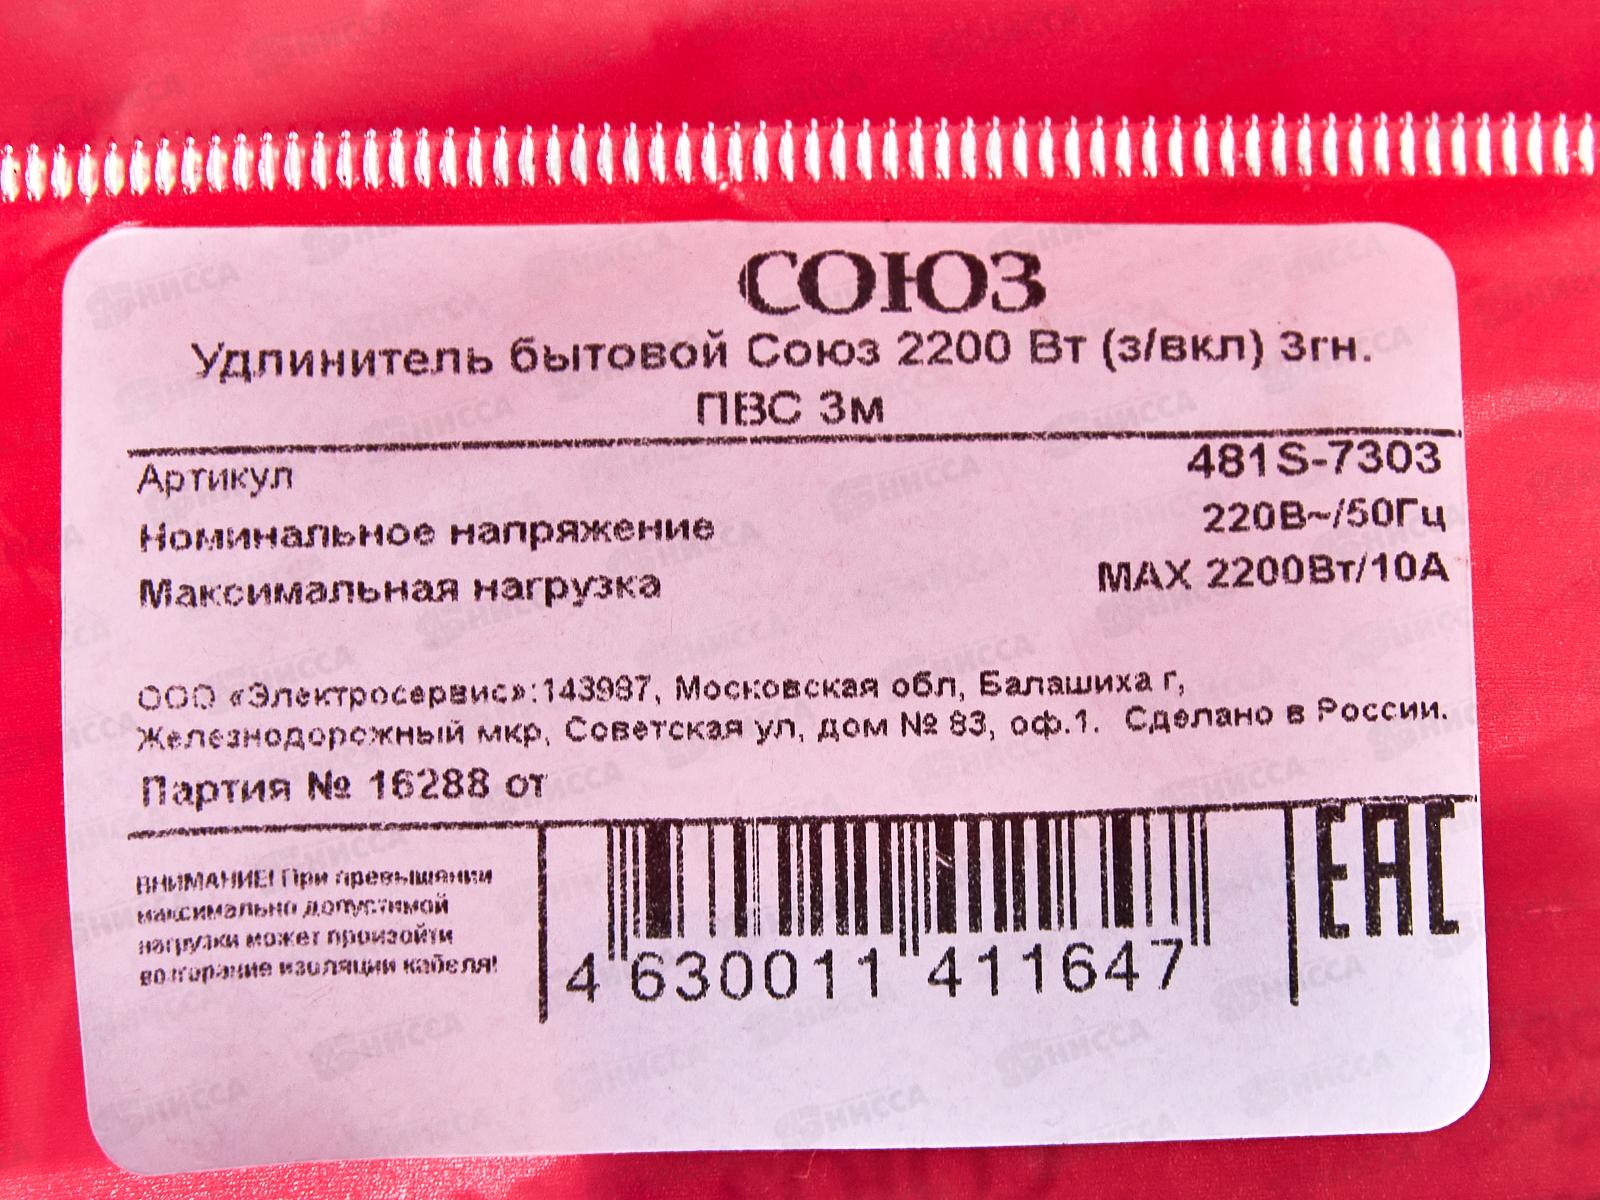 СОЮЗ
Удлинитель бытовой Союз 2200 Вт (з/вкл) 3гн.
ПВС 3м
Артикул 481S-7303
Номинальное напряжение 220В~/50Гц
Максимальная нагрузка MAX 2200Вт/10А
ООО «Электросервис»:143987, Московская обл, Балашиха г,
Железнодорожный мкр, Советская ул, дом № 83, оф.1. Сделано в России.
Партия № 16288 от
ВНИМАНИЕ! При превышении
максимально допустимой
нагрузки может произойти
возгорание изоляции кабеля!
4 630011 411647
ЕАС
НИССА